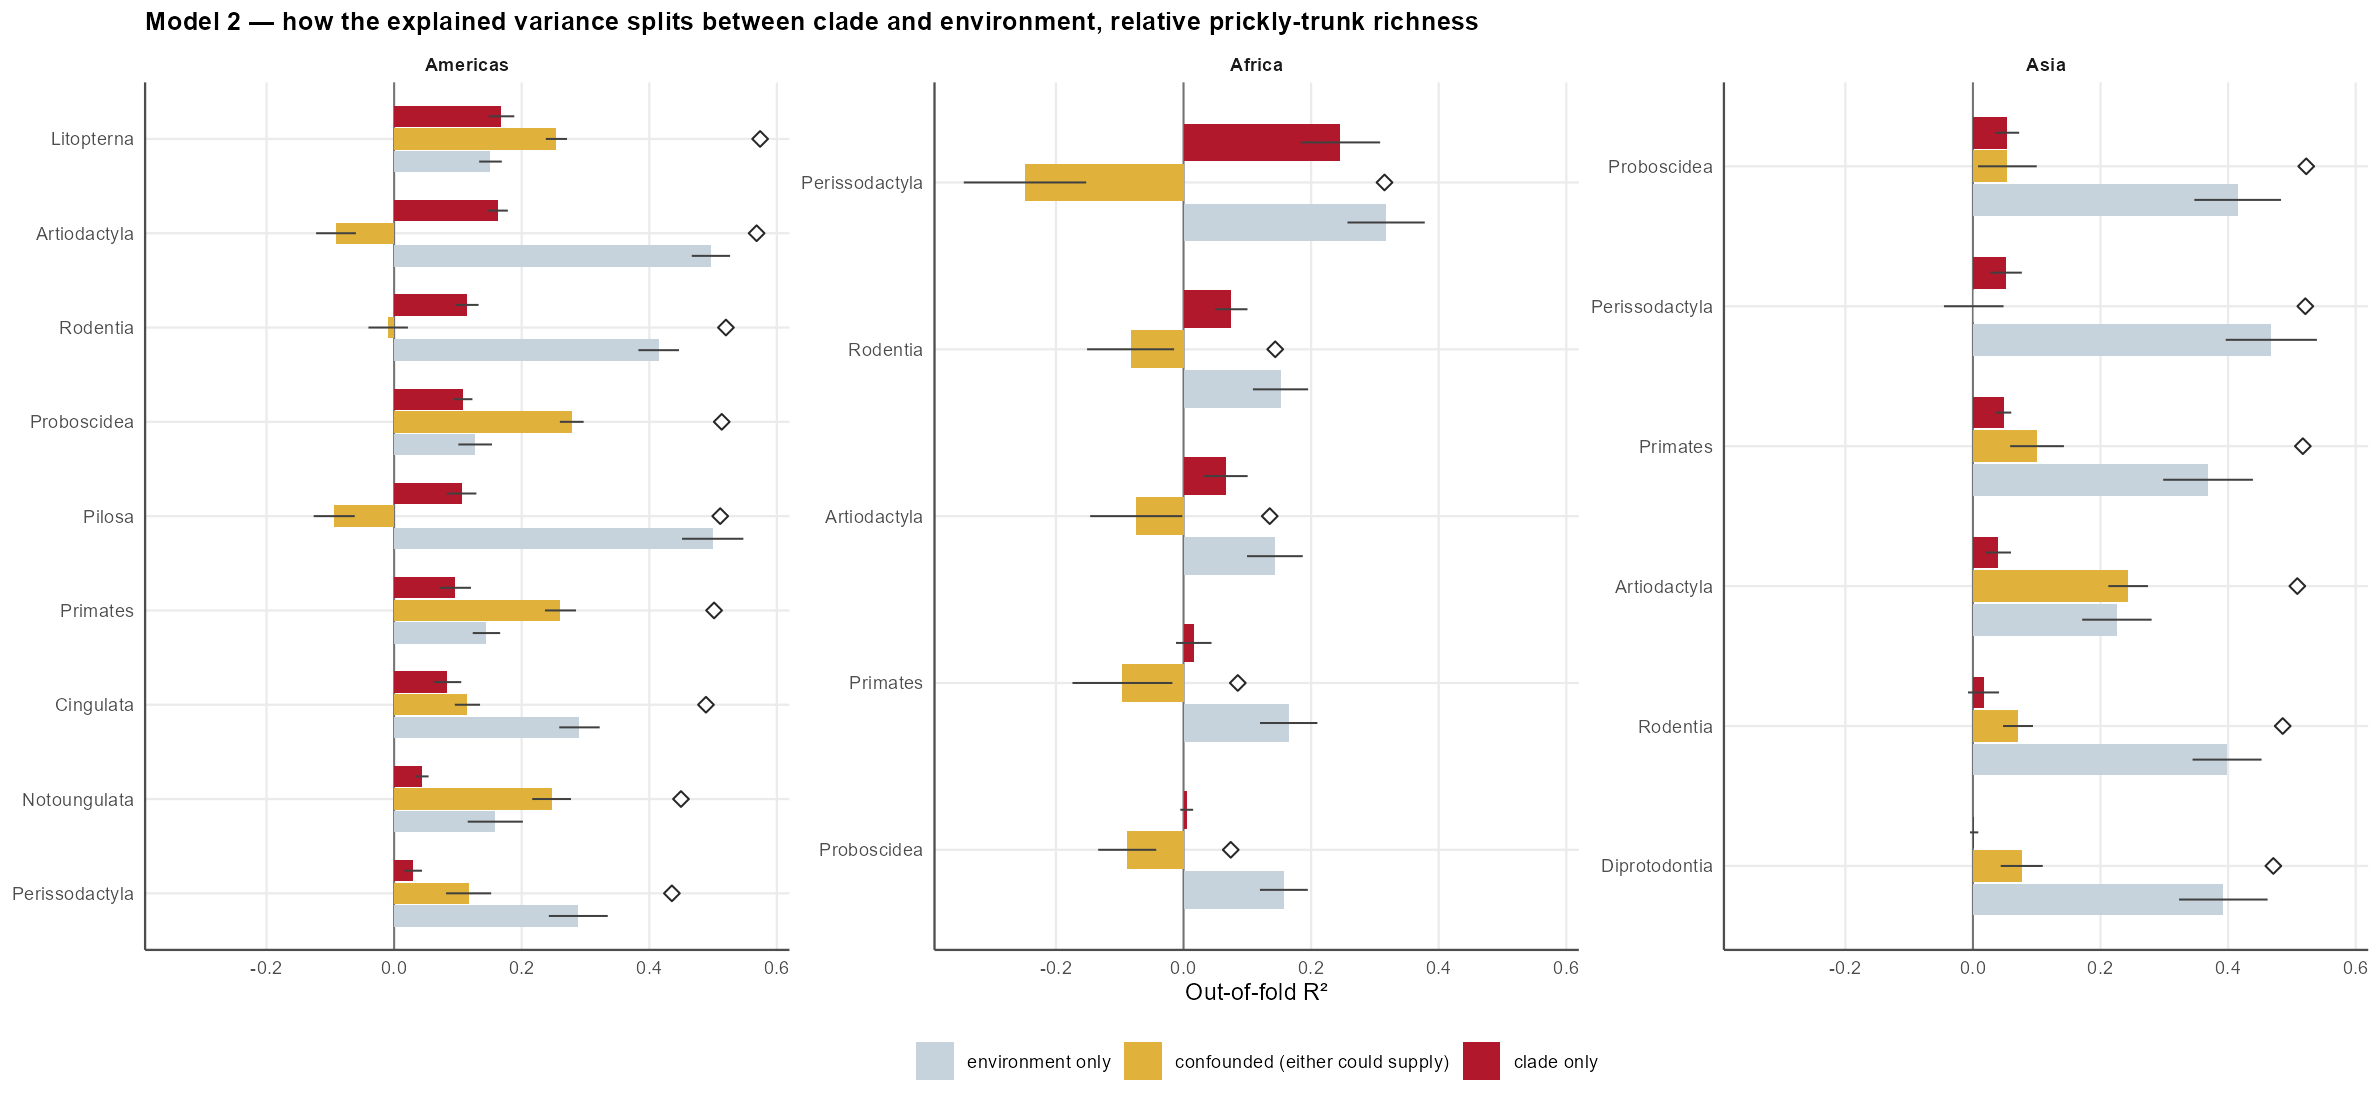 Model 2 — how the explained variance splits between clade and environment, relative prickly-trunk richness
Americas
Litopterna
Artiodactyla
Rodentia
Proboscidea
Pilosa
Primates
Cingulata
Notoungulata
Perissodactyla
-0.2 0.0 0.2 0.4 0.6
Africa
Perissodactyla
Rodentia
Artiodactyla
Primates
Proboscidea
-0.2 0.0 0.2 0.4 0.6
Asia
Proboscidea
Perissodactyla
Primates
Artiodactyla
Rodentia
Diprotodontia
-0.2 0.0 0.2 0.4 0.6
Out-of-fold R²
environment only confounded (either could supply) clade only